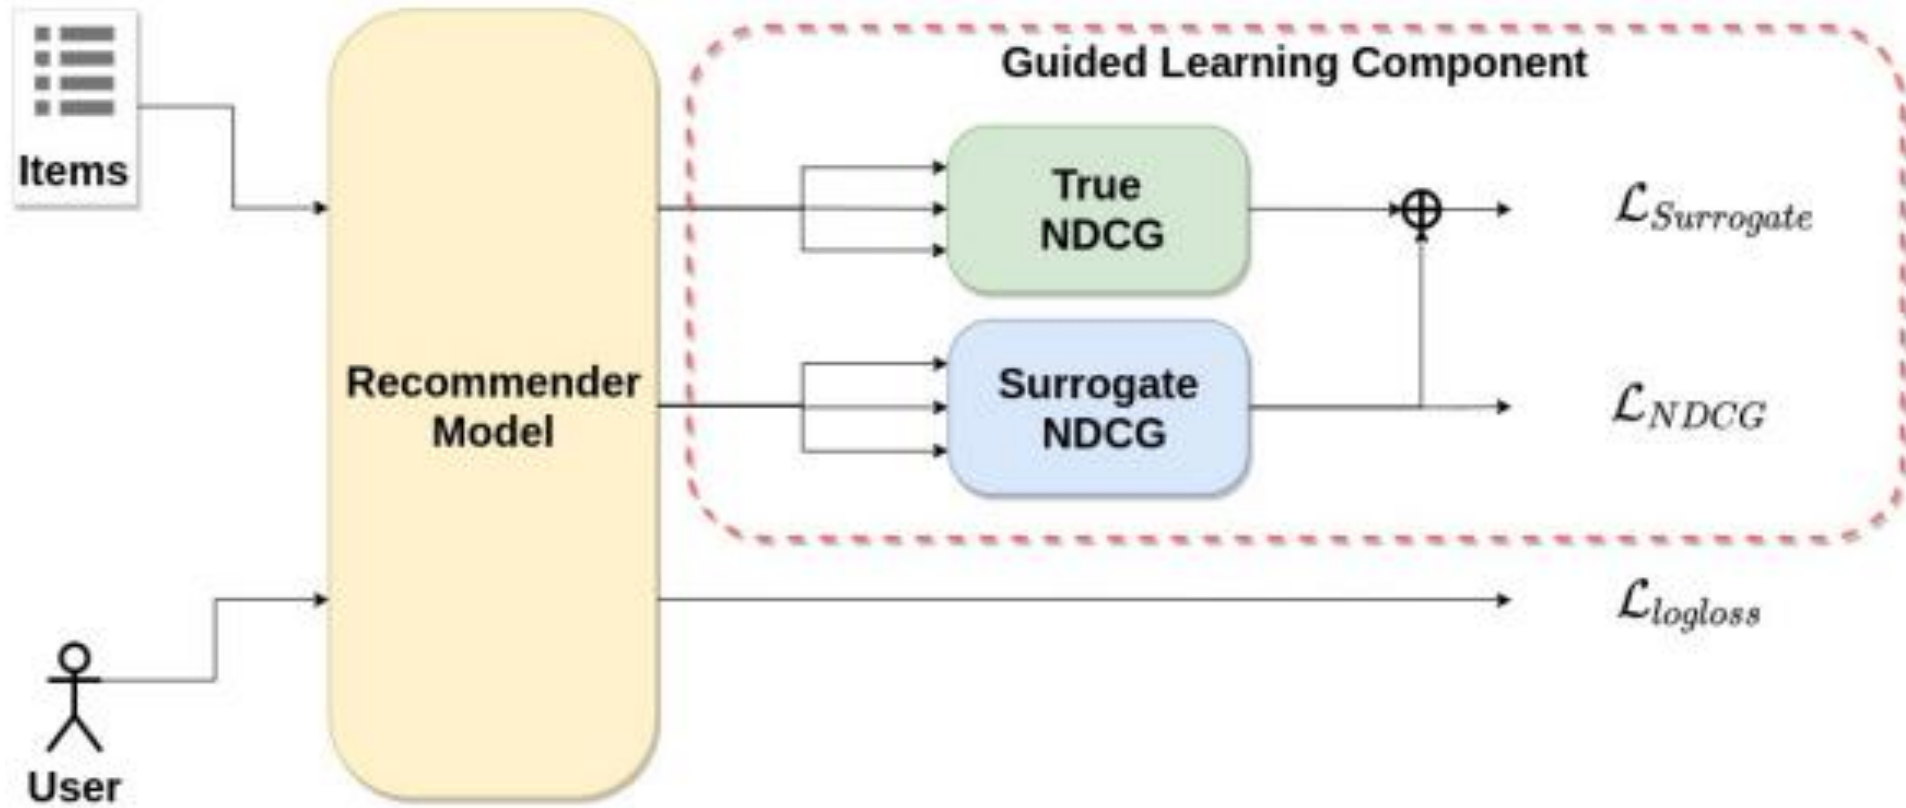 Guided Learning Component
Items
True
NDCG
ℒ_Surrogate
Recommender
Model
Surrogate
NDCG
ℒ_NDCG
ℒ_logloss
User